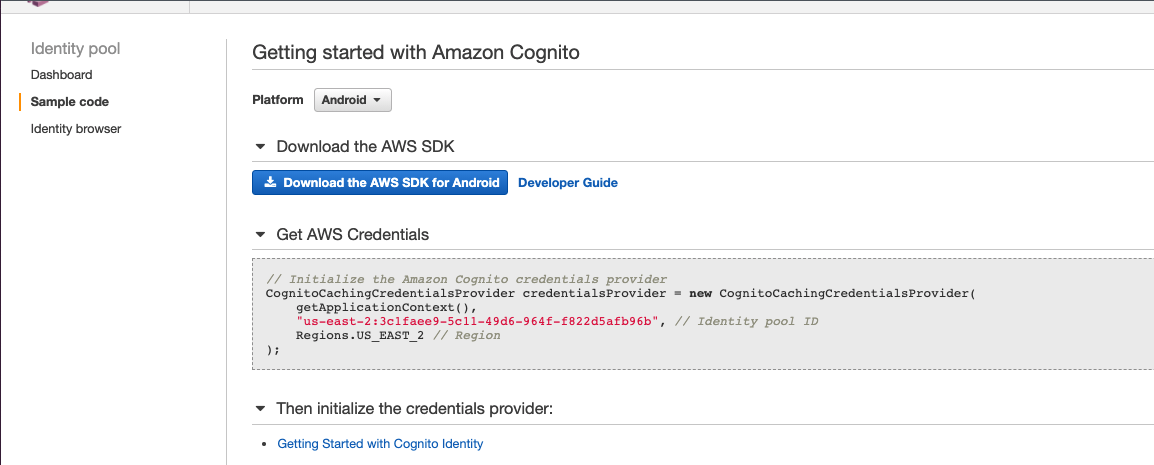 Identity pool
Dashboard
Sample code
Identity browser
Getting started with Amazon Cognito
Platform Android
Download the AWS SDK
Download the AWS SDK for Android Developer Guide
Get AWS Credentials
// Initialize the Amazon Cognito credentials provider
CognitoCachingCredentialsProvider credentialsProvider = new CognitoCachingCredentialsProvider(
getApplicationContext(),
"us-east-2:3c1faee9-5c11-49d6-964f-f822d5afb96b", // Identity pool ID
Regions.US_EAST_2 // Region
);
Then initialize the credentials provider:
• Getting Started with Cognito Identity